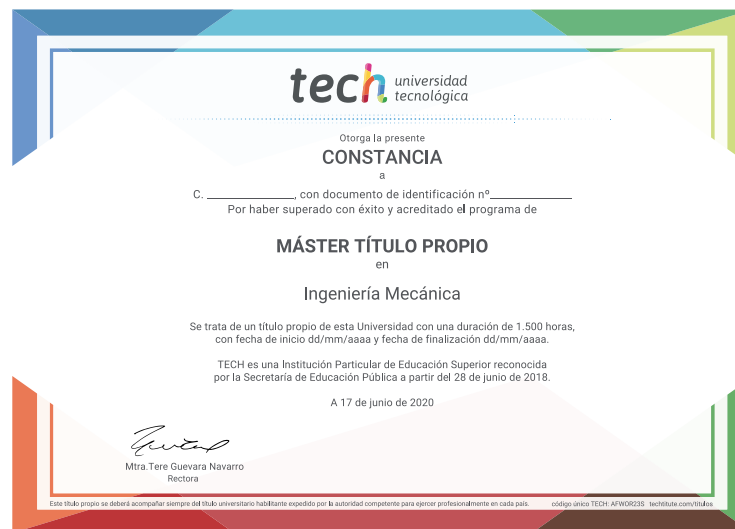 tech universidad
tecnológica
Otorga la presente
CONSTANCIA
a
C. ________________, con documento de identificación nº______________
Por haber superado con éxito y acreditado el programa de
MÁSTER TÍTULO PROPIO
en
Ingeniería Mecánica
Se trata de un título propio de esta Universidad con una duración de 1.500 horas,
con fecha de inicio dd/mm/aaaa y fecha de finalización dd/mm/aaaa.
TECH es una Institución Particular de Educación Superior reconocida
por la Secretaría de Educación Pública a partir del 28 de junio de 2018.
A 17 de junio de 2020
Mtra.Tere Guevara Navarro
Rectora
Este título propio se deberá acompañar siempre del título universitario habilitante expedido por la autoridad competente para ejercer profesionalmente en cada país. código único TECH: AFWOR23S techtitute.com/titulos